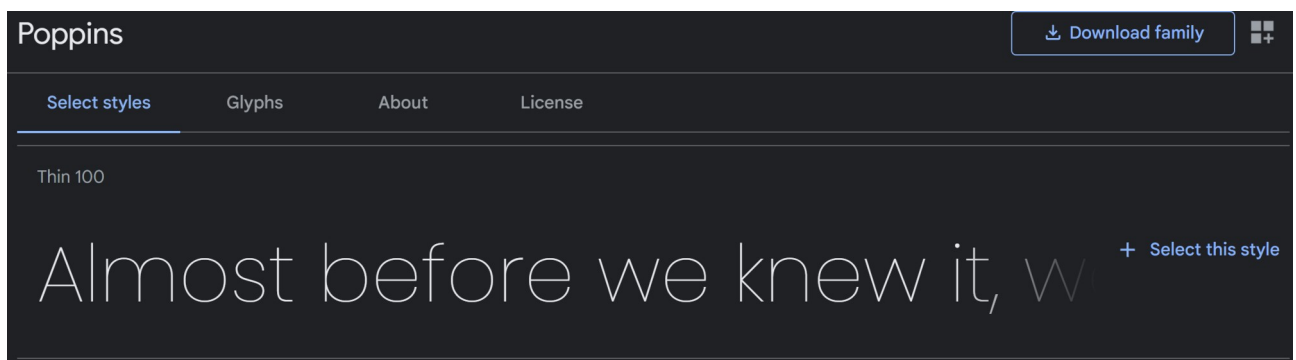 Poppins
Download family
Select styles Glyphs About License
Thin 100
Almost before we knew it, w
+ Select this style